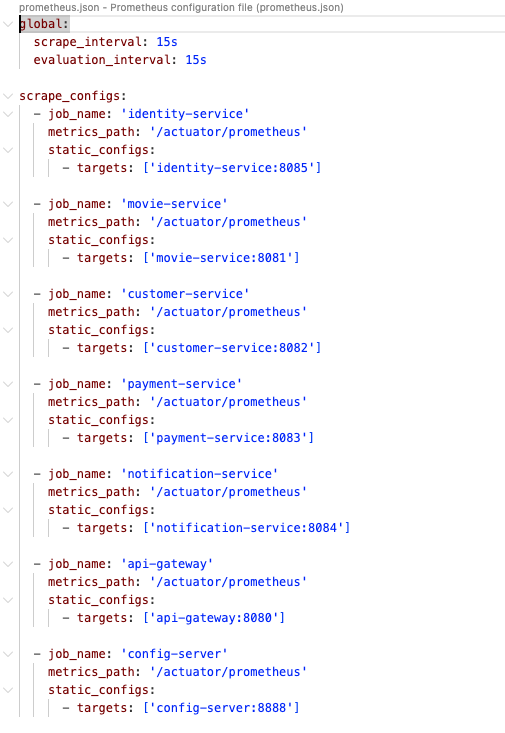 prometheus.json - Prometheus configuration file (prometheus.json)
global:
  scrape_interval: 15s
  evaluation_interval: 15s

scrape_configs:
  - job_name: 'identity-service'
    metrics_path: '/actuator/prometheus'
    static_configs:
      - targets: ['identity-service:8085']

  - job_name: 'movie-service'
    metrics_path: '/actuator/prometheus'
    static_configs:
      - targets: ['movie-service:8081']

  - job_name: 'customer-service'
    metrics_path: '/actuator/prometheus'
    static_configs:
      - targets: ['customer-service:8082']

  - job_name: 'payment-service'
    metrics_path: '/actuator/prometheus'
    static_configs:
      - targets: ['payment-service:8083']

  - job_name: 'notification-service'
    metrics_path: '/actuator/prometheus'
    static_configs:
      - targets: ['notification-service:8084']

  - job_name: 'api-gateway'
    metrics_path: '/actuator/prometheus'
    static_configs:
      - targets: ['api-gateway:8080']

  - job_name: 'config-server'
    metrics_path: '/actuator/prometheus'
    static_configs:
      - targets: ['config-server:8888']